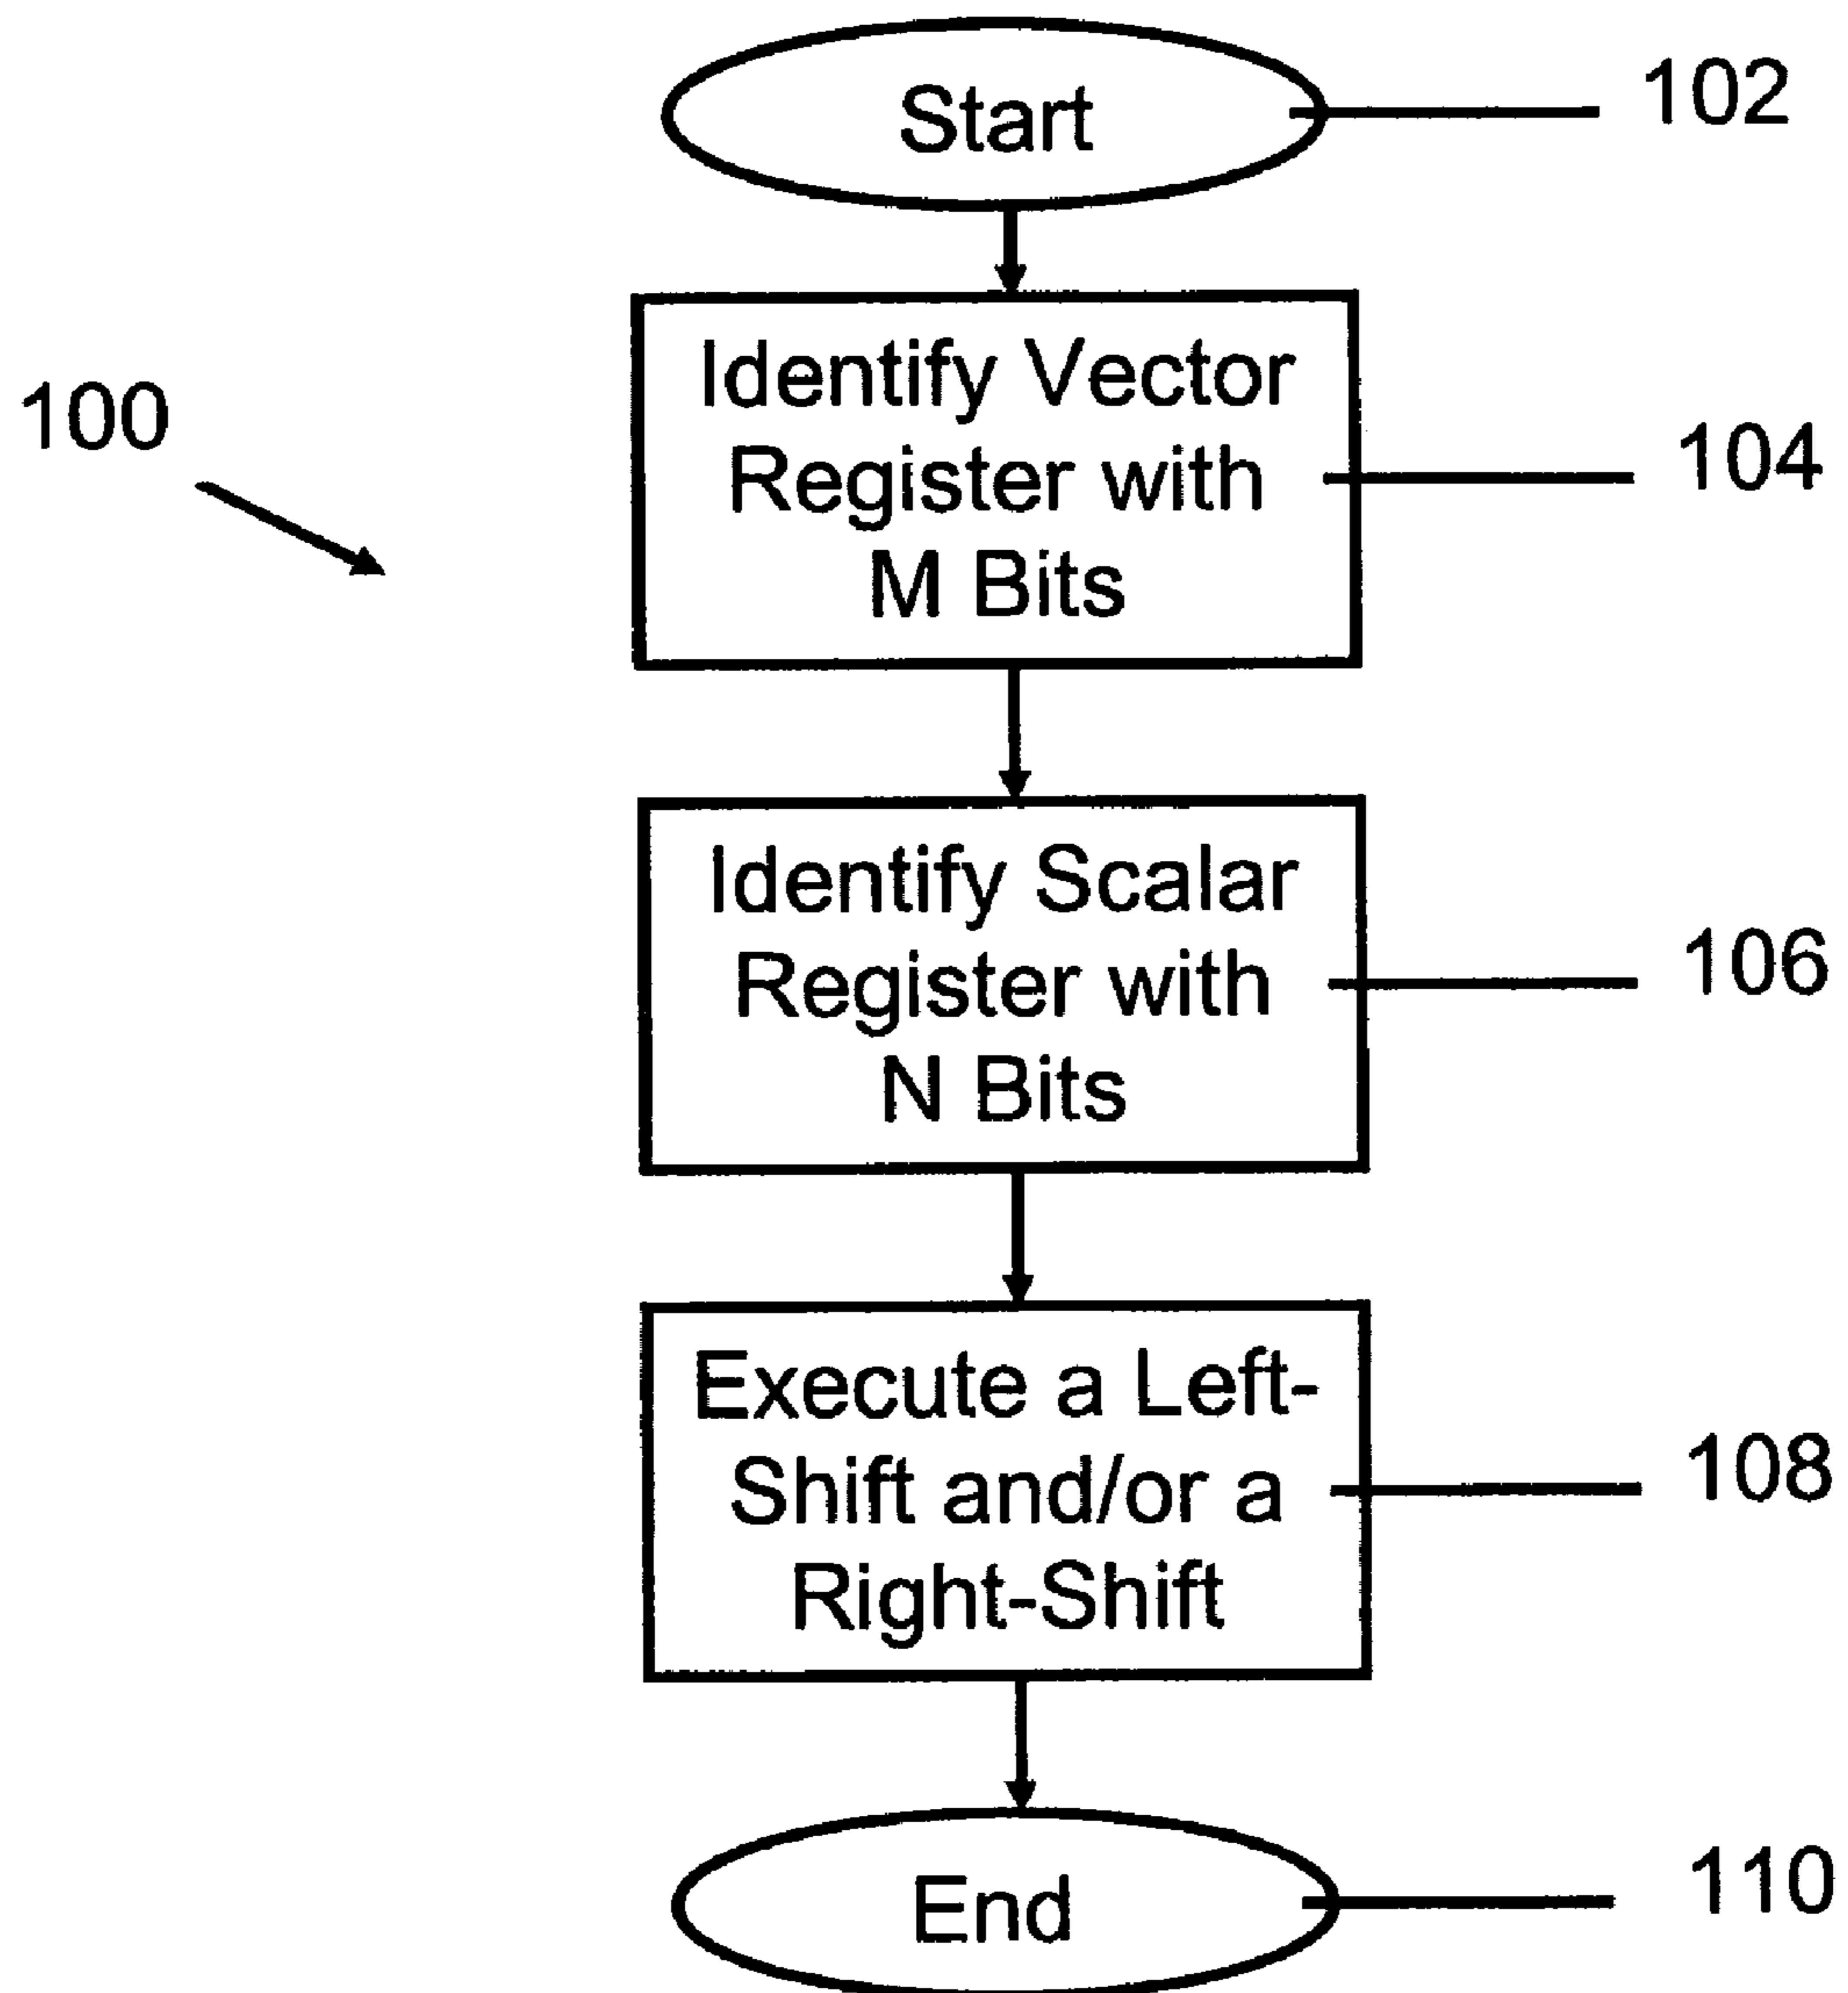 Start
102
100
Identify Vector
Register with
M Bits
104
Identify Scalar
Register with
N Bits
106
Execute a Left-
Shift and/or a
Right-Shift
108
End
110